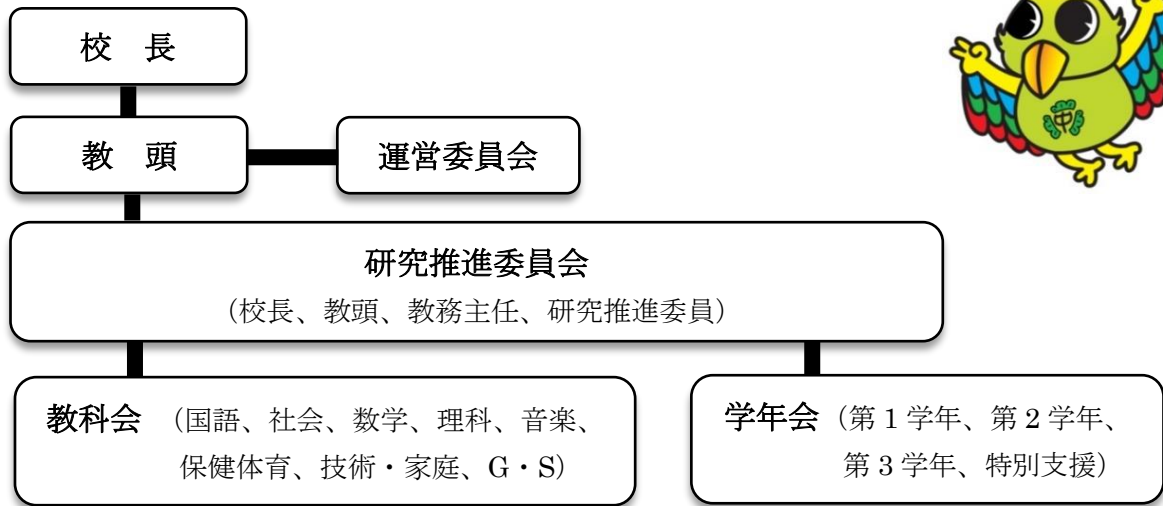 校　長
教　頭
運営委員会
研究推進委員会
（校長、教頭、教務主任、研究推進委員）
教科会　（国語、社会、数学、理科、音楽、
保健体育、技術・家庭、G・S）
学年会（第１学年、第２学年、
第３学年、特別支援）
中